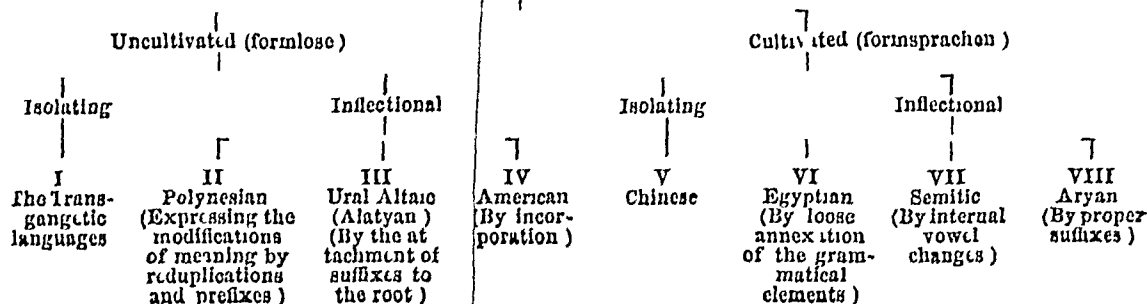 Uncultivated (formlose)
Cultivated (formsprachen)
Isolating
Inflectional
Isolating
Inflectional
I
The Trans-
gangetic
languages
II
Polynesian
(Expressing the
modifications
of meaning by
reduplications
and prefixes)
III
Ural Altaic
(Alatyan)
(By the at
tachment of
suffixes to
the root)
IV
American
(By incor-
poration)
V
Chinese
VI
Egyptian
(By loose
annexation
of the gram-
matical
elements)
VII
Semitic
(By internal
vowel
changes)
VIII
Aryan
(By proper
suffixes)